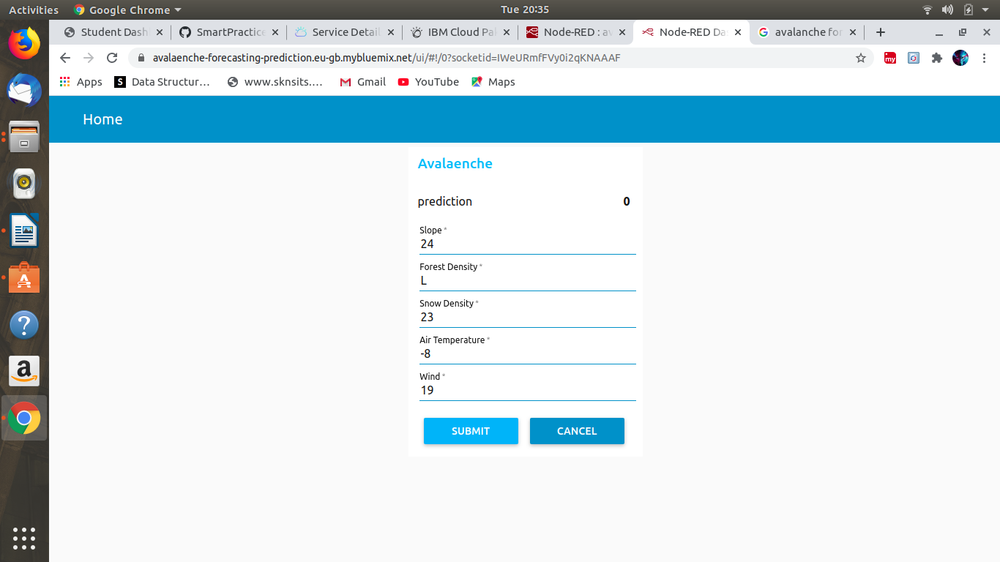 Activities Google Chrome Tue 20:35
Student Dash SmartPractice Service Detail IBM Cloud Pa Node-RED : av Node-RED Da avalanche for
avalaenche-forecasting-prediction.eu-gb.mybluemix.net/ui/#!/0?socketid=IWeURmfFVy0i2qKNAAAF my
Apps S Data Structur... www.sknsits.... Gmail YouTube Maps
Home
Avalaenche
prediction 0
Slope *
24
Forest Density *
L
Snow Density *
23
Air Temperature *
-8
Wind *
19
SUBMIT CANCEL